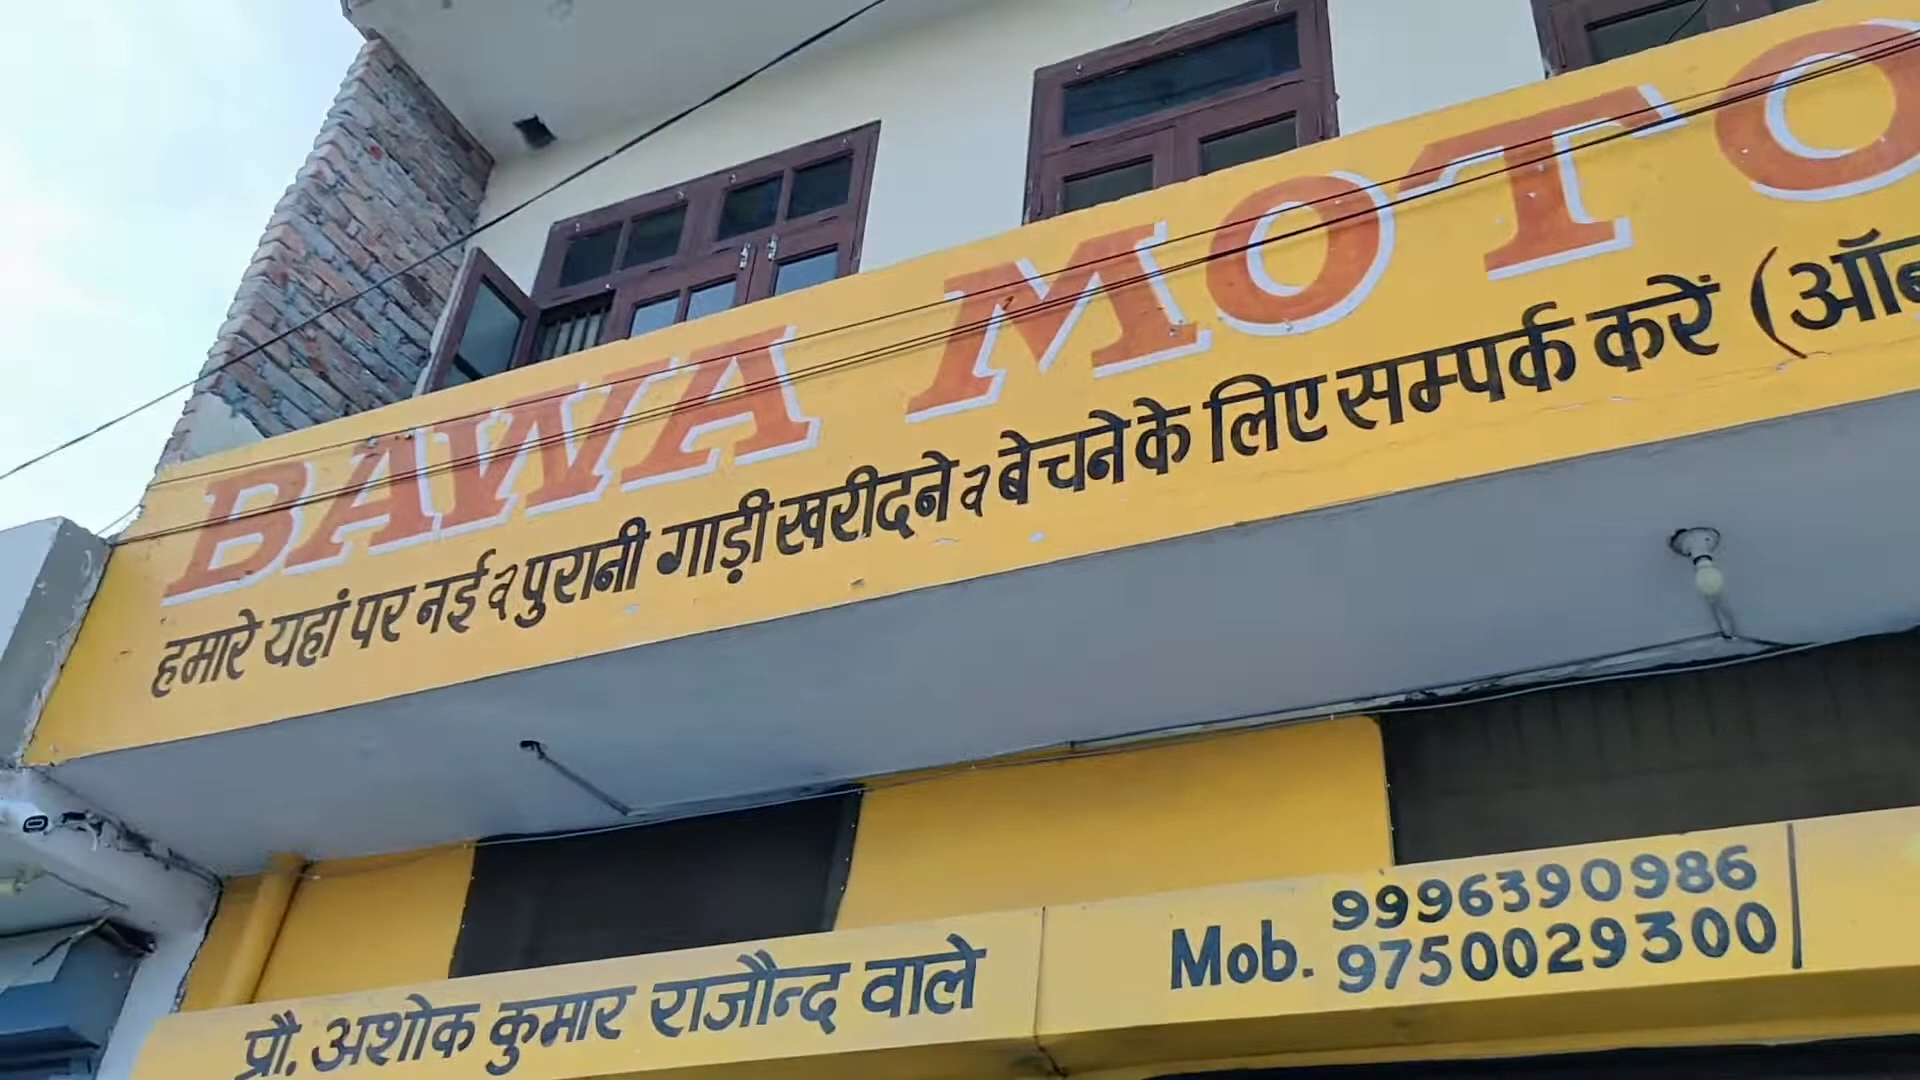 BAWA MOTO
हमारे यहां पर नई व पुरानी गाड़ी खरीदने व बेचने के लिए सम्पर्क करें (ऑ
प्रौ. अशोक कुमार राजौन्द वाले
Mob. 9996390986
9750029300